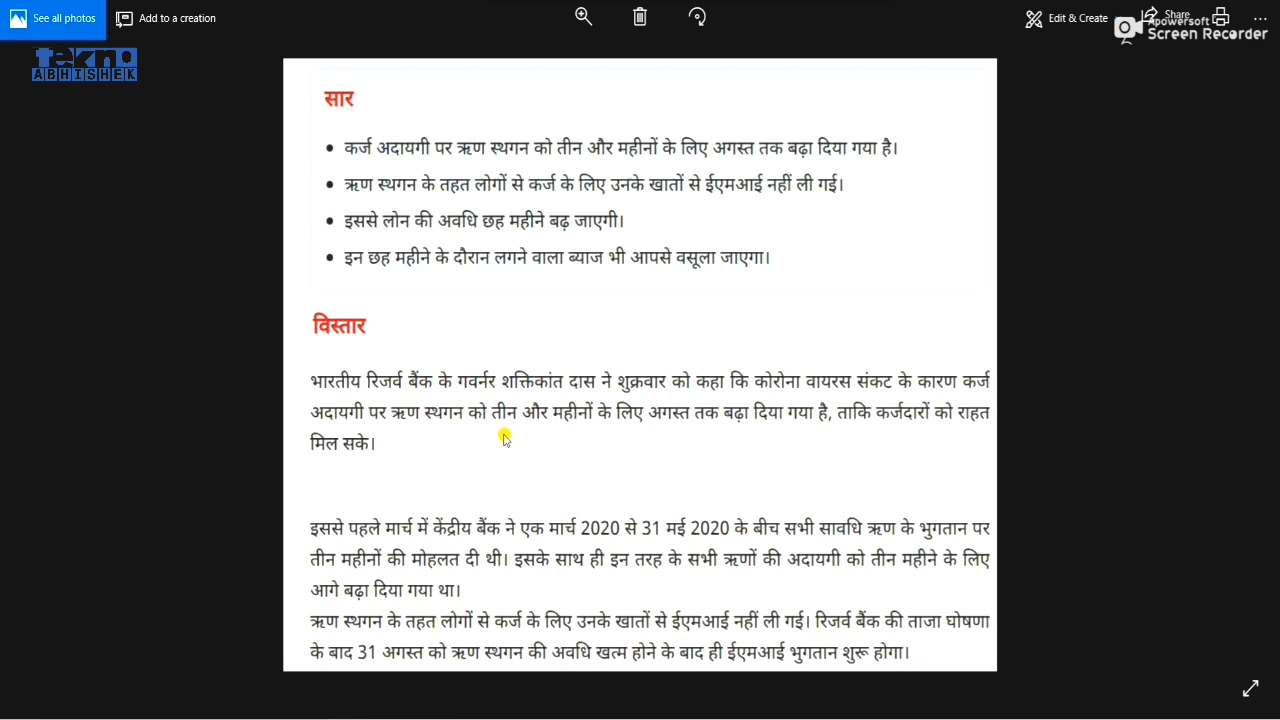 See all photos
Add to a creation
Edit & Create
Share
Apowersoft
Screen Recorder
tekno
ABHISHEK
सार
• कर्ज अदायगी पर ऋण स्थगन को तीन और महीनों के लिए अगस्त तक बढ़ा दिया गया है।
• ऋण स्थगन के तहत लोगों से कर्ज के लिए उनके खातों से ईएमआई नहीं ली गई।
• इससे लोन की अवधि छह महीने बढ़ जाएगी।
• इन छह महीने के दौरान लगने वाला ब्याज भी आपसे वसूला जाएगा।
विस्तार
भारतीय रिजर्व बैंक के गवर्नर शक्तिकांत दास ने शुक्रवार को कहा कि कोरोना वायरस संकट के कारण कर्ज
अदायगी पर ऋण स्थगन को तीन और महीनों के लिए अगस्त तक बढ़ा दिया गया है, ताकि कर्जदारों को राहत
मिल सके।
इससे पहले मार्च में केंद्रीय बैंक ने एक मार्च 2020 से 31 मई 2020 के बीच सभी सावधि ऋण के भुगतान पर
तीन महीनों की मोहलत दी थी। इसके साथ ही इन तरह के सभी ऋणों की अदायगी को तीन महीने के लिए
आगे बढ़ा दिया गया था।
ऋण स्थगन के तहत लोगों से कर्ज के लिए उनके खातों से ईएमआई नहीं ली गई। रिजर्व बैंक की ताजा घोषणा
के बाद 31 अगस्त को ऋण स्थगन की अवधि खत्म होने के बाद ही ईएमआई भुगतान शुरू होगा।